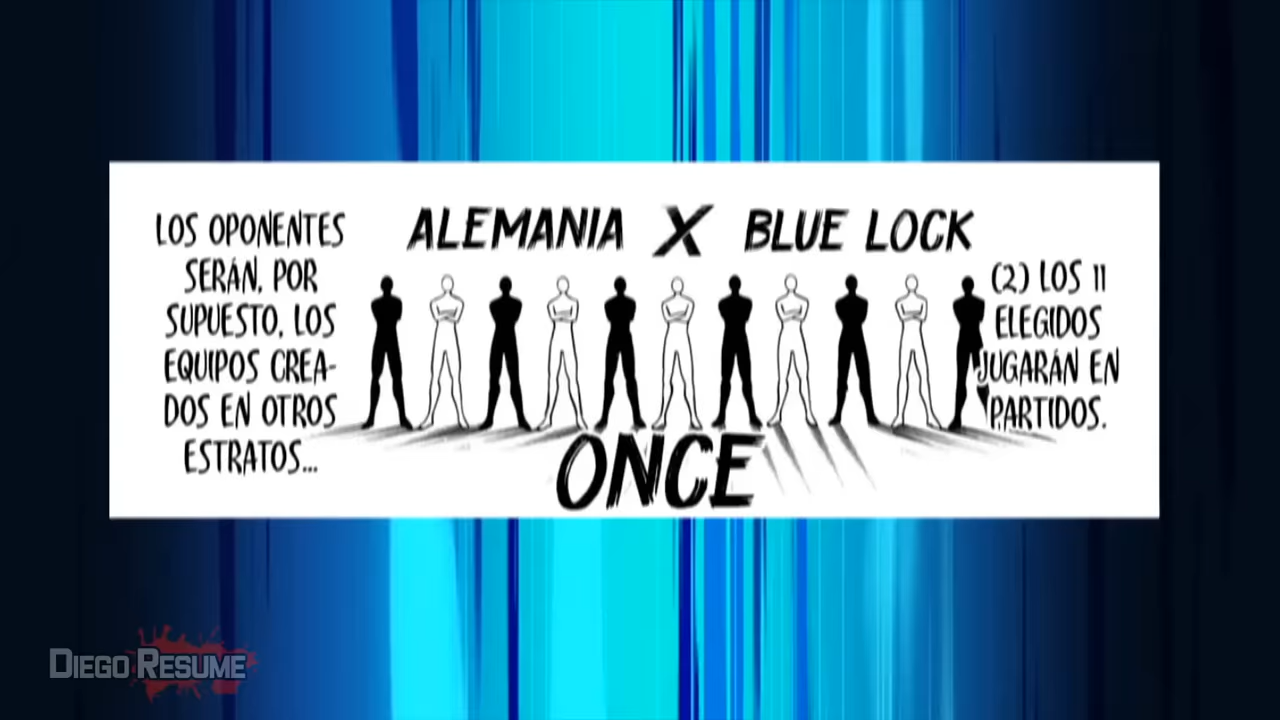 LOS OPONENTES
SERÁN, POR
SUPUESTO, LOS
EQUIPOS CREA-
DOS EN OTROS
ESTRATOS...
ALEMANIA X BLUE LOCK
ONCE
(2) LOS 11
ELEGIDOS
JUGARÁN EN
PARTIDOS.
DIEGO RESUME